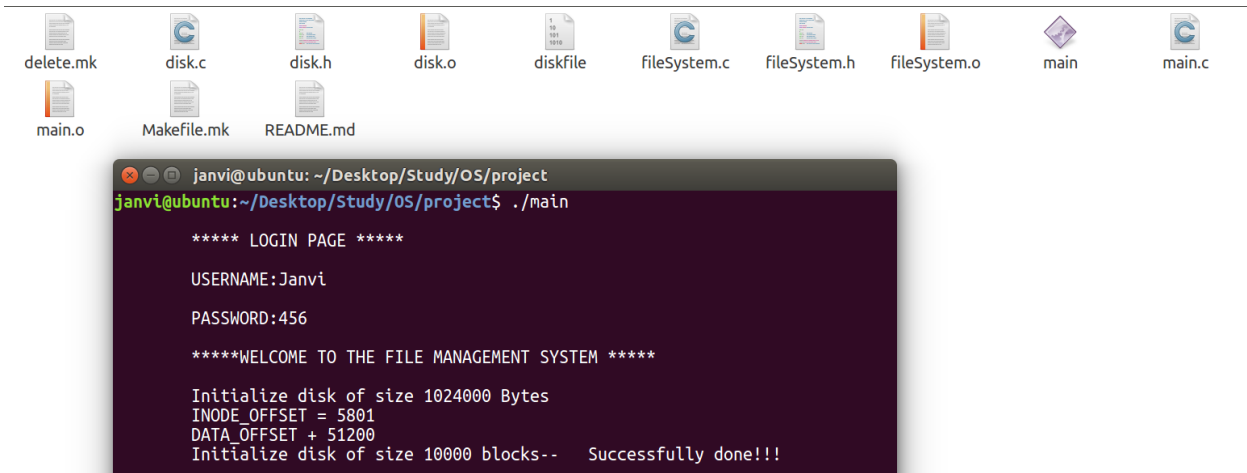 delete.mk disk.c disk.h disk.o diskfile fileSystem.c fileSystem.h fileSystem.o main main.c
main.o Makefile.mk README.md
janvi@ubuntu: ~/Desktop/Study/OS/project
janvi@ubuntu:~/Desktop/Study/OS/project$ ./main
***** LOGIN PAGE *****
USERNAME:Janvi
PASSWORD:456
*****WELCOME TO THE FILE MANAGEMENT SYSTEM *****
Initialize disk of size 1024000 Bytes
INODE_OFFSET = 5801
DATA_OFFSET + 51200
Initialize disk of size 10000 blocks-- Successfully done!!!